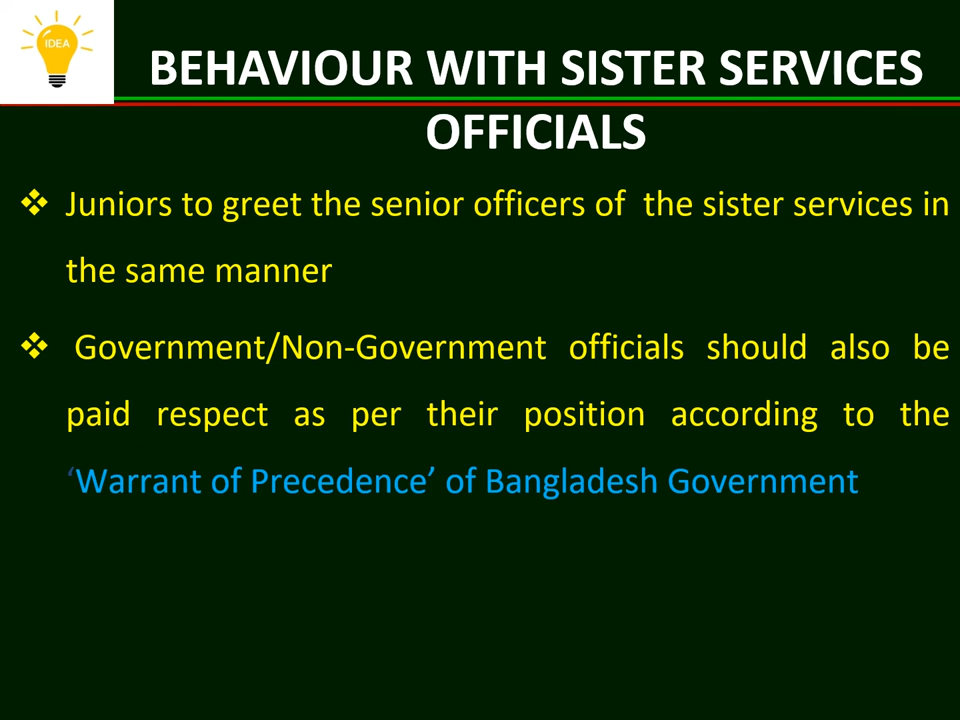 IDEA
BEHAVIOUR WITH SISTER SERVICES
OFFICIALS
❖ Juniors to greet the senior officers of the sister services in
the same manner
❖ Government/Non-Government officials should also be
paid respect as per their position according to the
‘Warrant of Precedence’ of Bangladesh Government